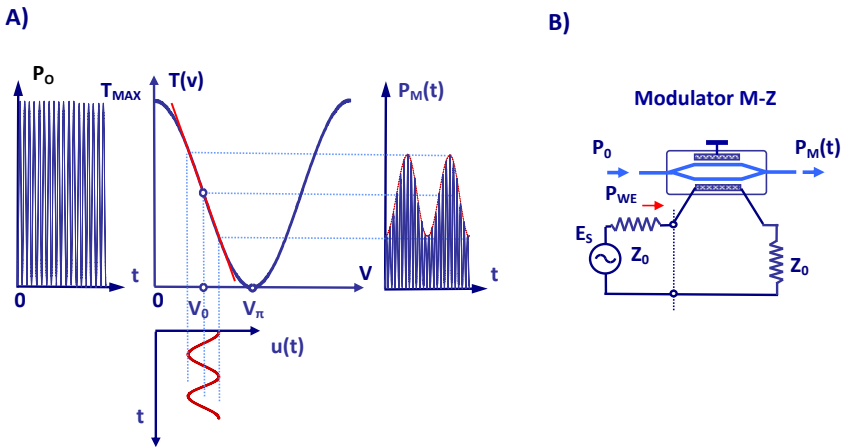 A)
B)
P_O
T_MAX
T(v)
P_M(t)
Modulator M-Z
P_0
P_M(t)
P_WE
E_S
Z_0
Z_0
t
0
0
V_0
V_π
V
t
u(t)
t